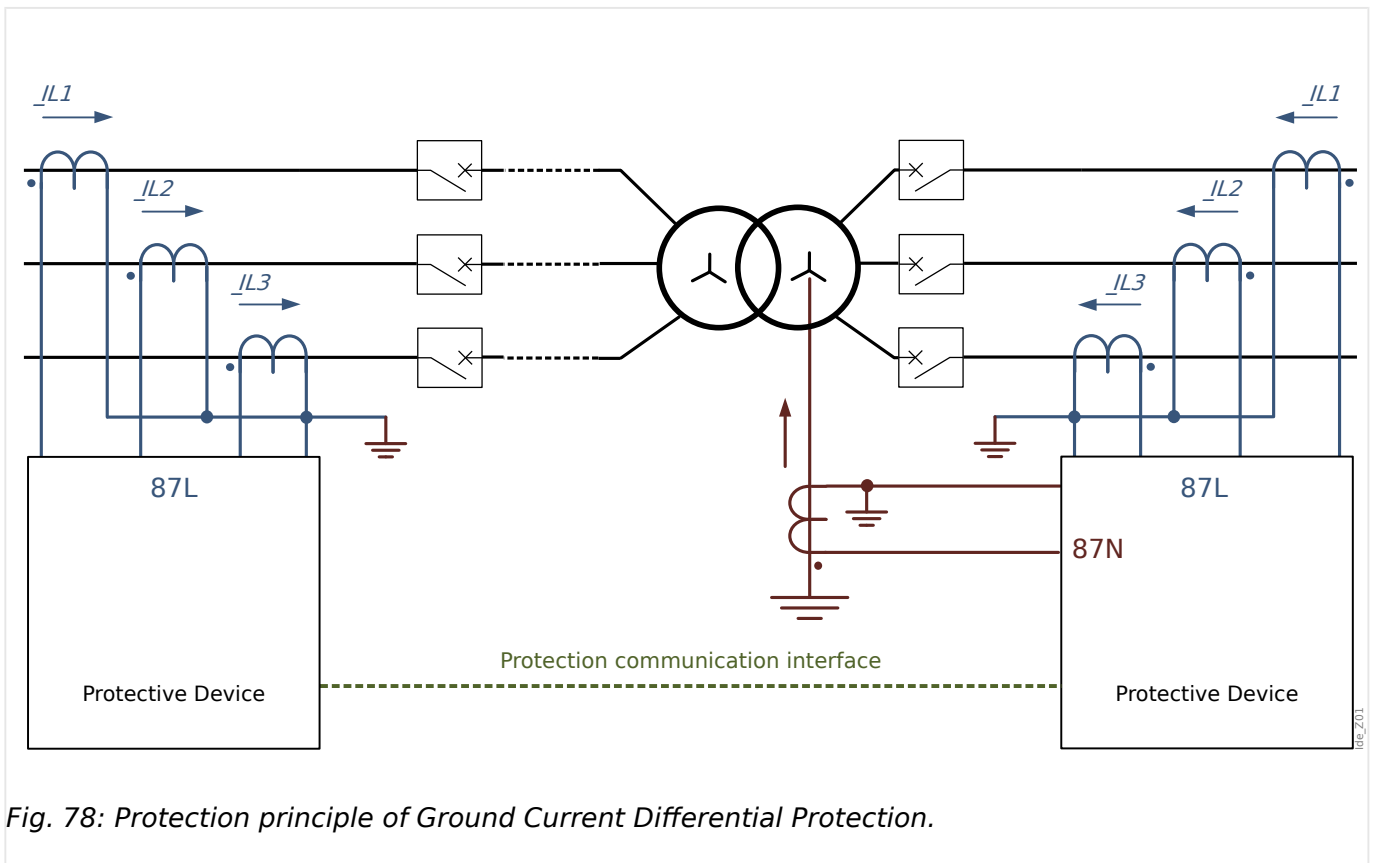 _IL1
_IL1
_IL2
_IL2
_IL3
_IL3
87L
87L
87N
Protection communication interface
Protective Device
Protective Device
ide_Z01
Fig. 78: Protection principle of Ground Current Differential Protection.